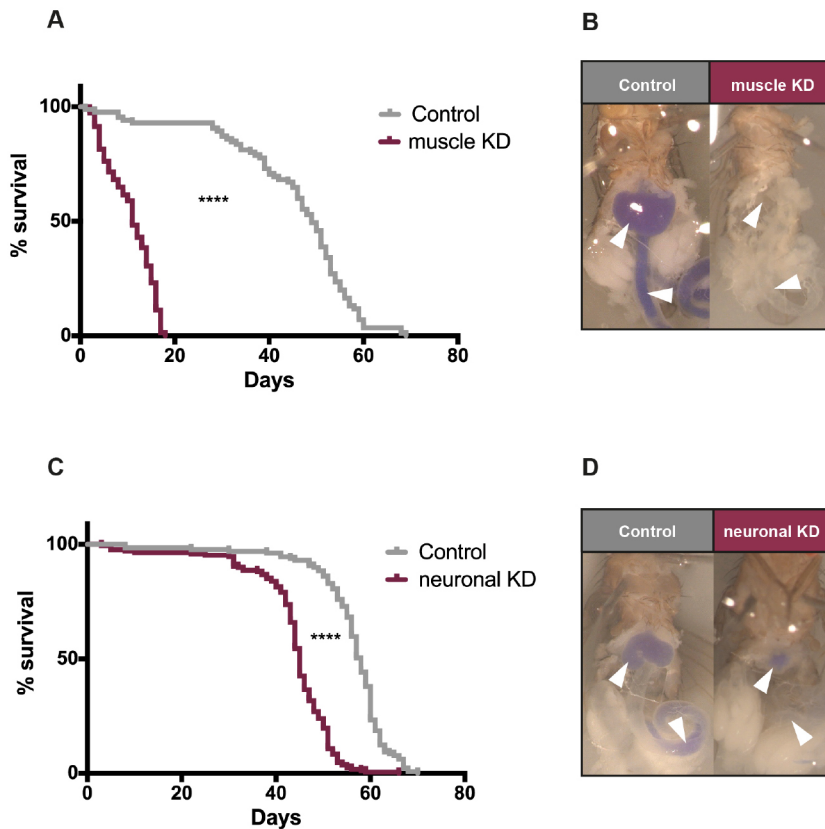 A
100
50
0
% survival
0 20 40 60 80
Days
Control
muscle KD
****
B
Control muscle KD
C
100
50
0
% survival
0 20 40 60 80
Days
Control
neuronal KD
****
D
Control neuronal KD